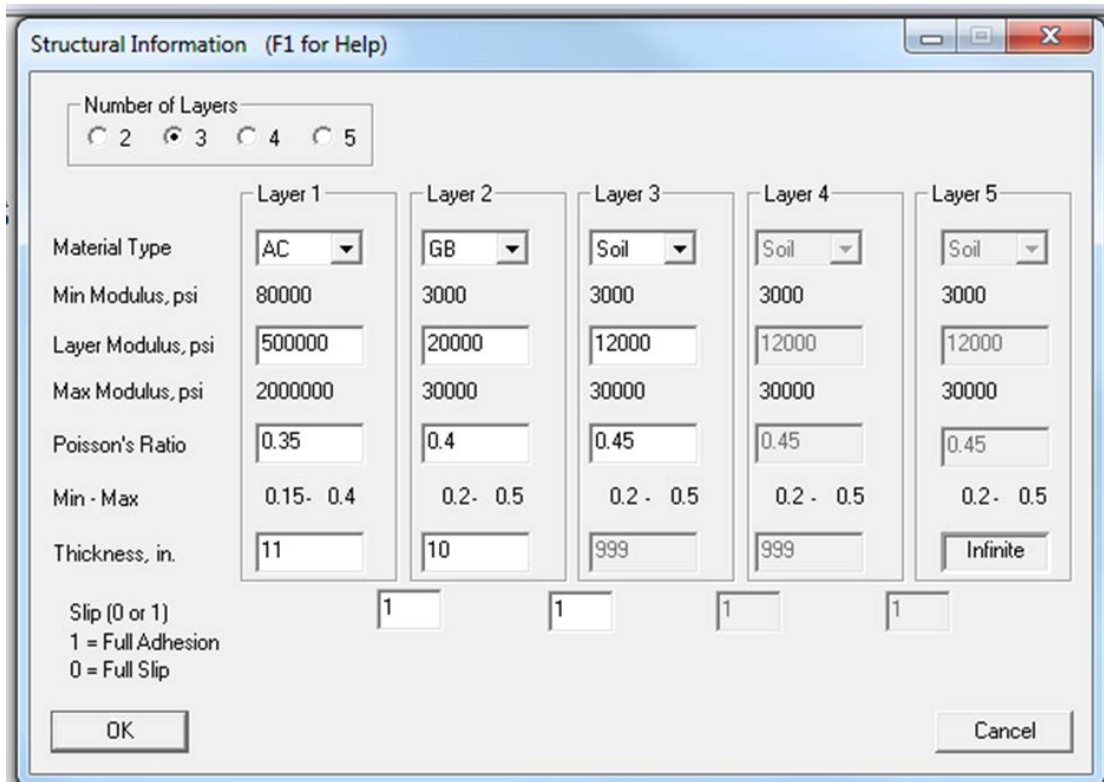 Structural Information (F1 for Help)
Number of Layers
2 3 4 5
Layer 1 Layer 2 Layer 3 Layer 4 Layer 5
Material Type AC GB Soil Soil Soil
Min Modulus, psi 80000 3000 3000 3000 3000
Layer Modulus, psi 500000 20000 12000 12000 12000
Max Modulus, psi 2000000 30000 30000 30000 30000
Poisson's Ratio 0.35 0.4 0.45 0.45 0.45
Min - Max 0.15- 0.4 0.2- 0.5 0.2 - 0.5 0.2 - 0.5 0.2- 0.5
Thickness, in. 11 10 999 999 Infinite
Slip (0 or 1) 1 1 1 1
1 = Full Adhesion
0 = Full Slip
OK Cancel